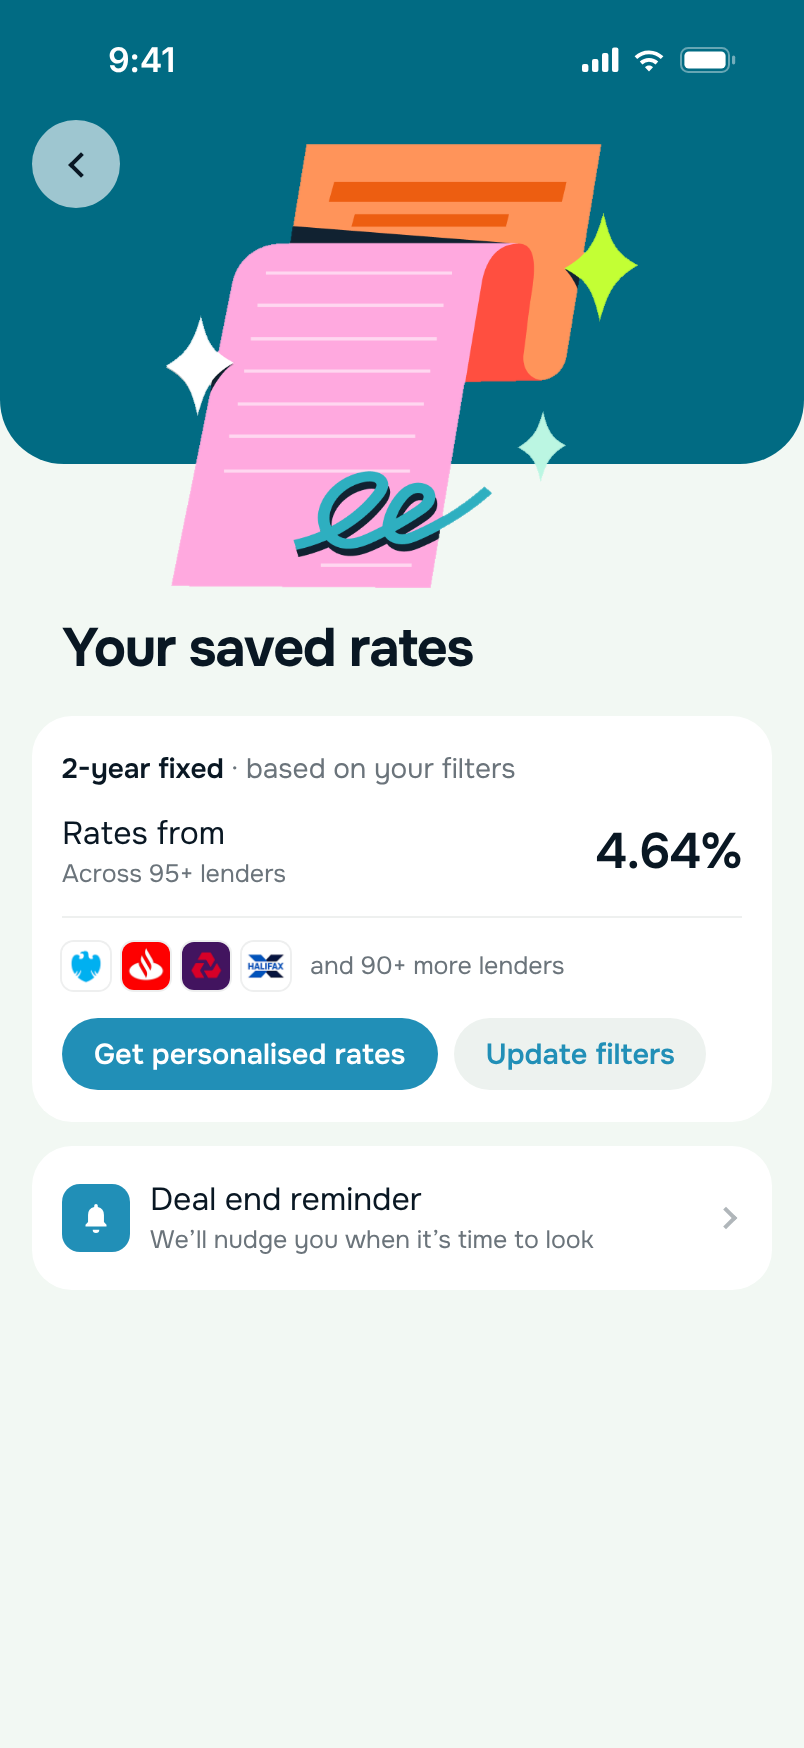 9:41
Your saved rates
2-year fixed · based on your filters
Rates from
4.64%
Across 95+ lenders
HALIFAX
and 90+ more lenders
Get personalised rates
Update filters
Deal end reminder
We’ll nudge you when it’s time to look